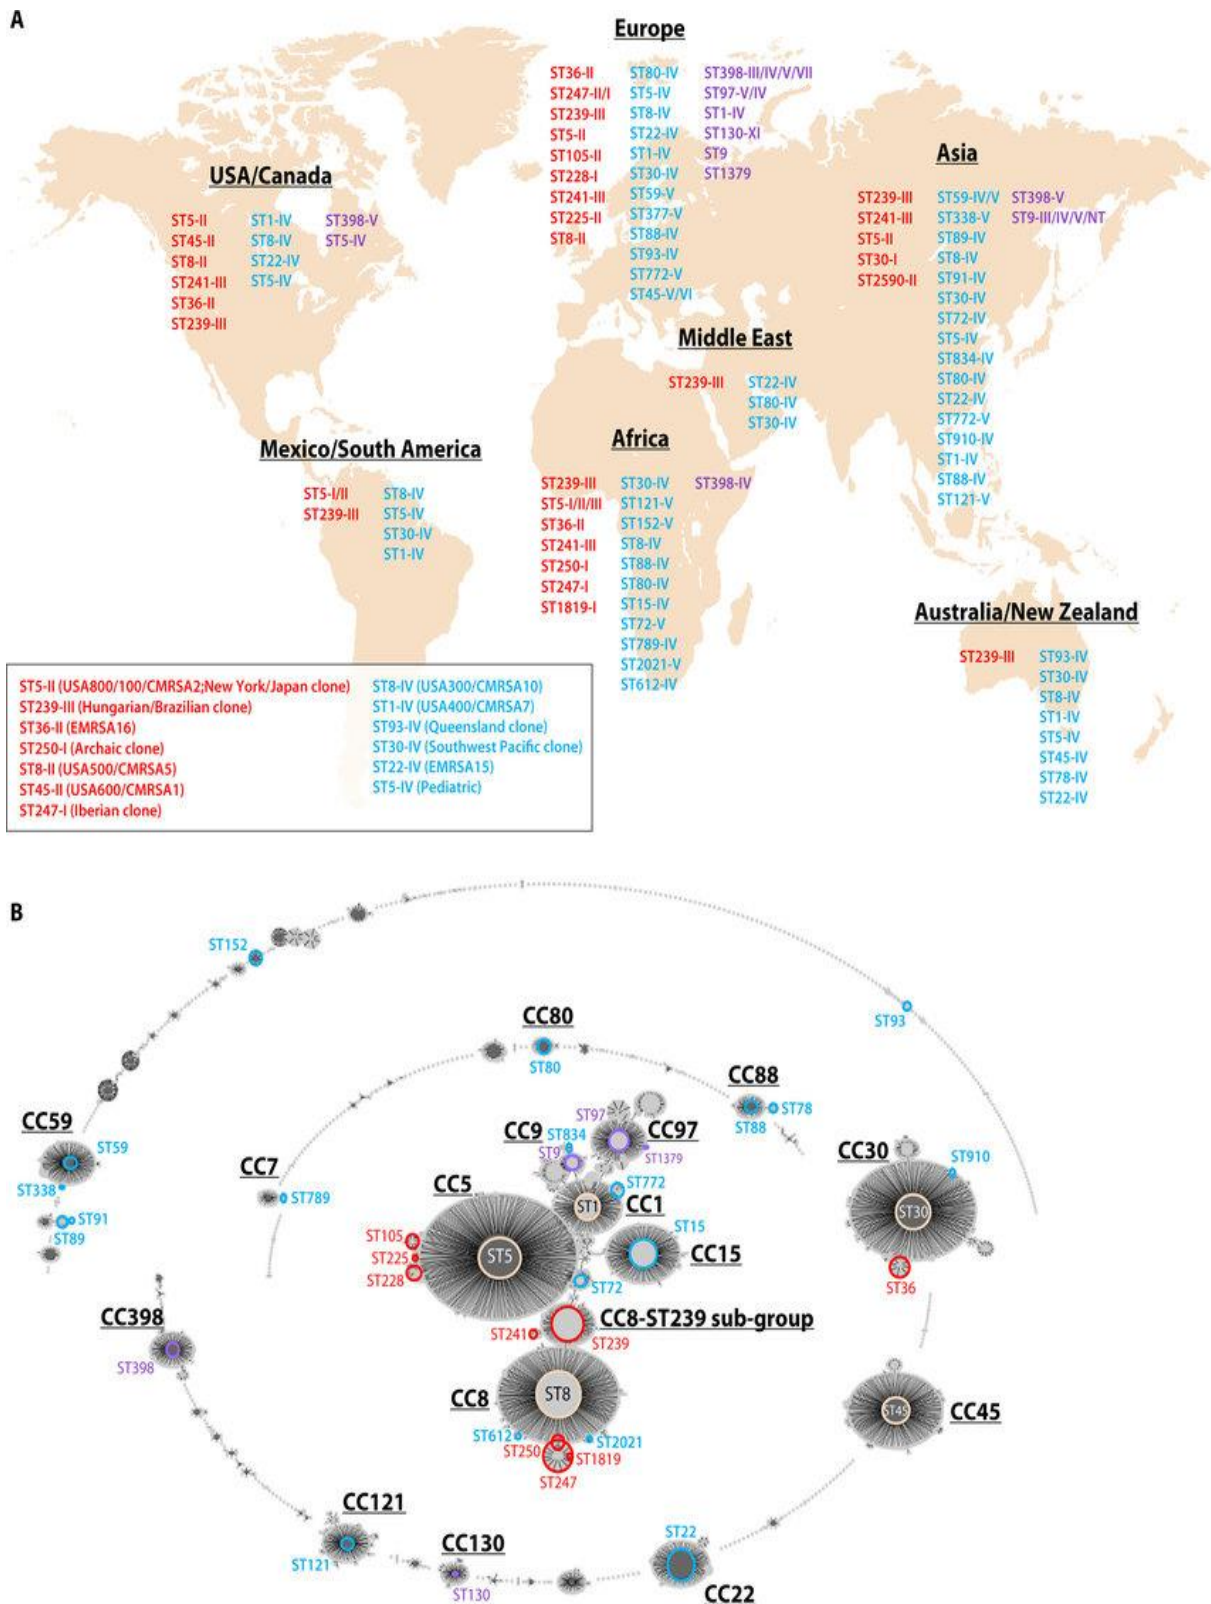 A
Europe
ST36-II
ST247-II/I
ST239-III
ST5-II
ST105-II
ST228-I
ST241-III
ST225-II
ST8-II
ST80-IV
ST5-IV
ST8-IV
ST22-IV
ST1-IV
ST30-IV
ST59-V
ST377-V
ST88-IV
ST93-IV
ST772-V
ST45-V/VI
ST398-III/IV/V/VII
ST97-V/IV
ST1-IV
ST130-XI
ST9
ST1379
USA/Canada
ST5-II
ST45-II
ST8-II
ST241-III
ST36-II
ST239-III
ST1-IV
ST8-IV
ST22-IV
ST5-IV
ST398-V
ST5-IV
Asia
ST239-III
ST241-III
ST5-II
ST30-I
ST2590-II
ST59-IV/V
ST338-V
ST89-IV
ST8-IV
ST91-IV
ST30-IV
ST72-IV
ST5-IV
ST834-IV
ST80-IV
ST22-IV
ST772-V
ST910-IV
ST1-IV
ST88-IV
ST121-V
ST398-V
ST9-III/IV/V/NT
Middle East
ST239-III
ST22-IV
ST80-IV
ST30-IV
Mexico/South America
ST5-I/II
ST239-III
ST8-IV
ST5-IV
ST30-IV
ST1-IV
Africa
ST239-III
ST5-I/II/III
ST36-II
ST241-III
ST250-I
ST247-I
ST1819-I
ST30-IV
ST121-V
ST152-V
ST8-IV
ST88-IV
ST80-IV
ST15-IV
ST72-V
ST789-IV
ST2021-V
ST612-IV
ST398-IV
Australia/New Zealand
ST239-III
ST93-IV
ST30-IV
ST8-IV
ST1-IV
ST5-IV
ST45-IV
ST78-IV
ST22-IV
ST5-II (USA800/100/CMRSA2;New York/Japan clone)
ST239-III (Hungarian/Brazilian clone)
ST36-II (EMRSA16)
ST250-I (Archaic clone)
ST8-II (USA500/CMRSA5)
ST45-II (USA600/CMRSA1)
ST247-I (Iberian clone)
ST8-IV (USA300/CMRSA10)
ST1-IV (USA400/CMRSA7)
ST93-IV (Queensland clone)
ST30-IV (Southwest Pacific clone)
ST22-IV (EMRSA15)
ST5-IV (Pediatric)
B
ST152
ST93
CC80
ST80
CC88
ST78
ST88
CC59
ST59
ST338
ST91
ST89
CC7
ST789
ST97
CC9
ST834
ST9
CC97
ST1379
CC30
ST910
ST30
ST36
CC5
ST772
ST1
CC1
ST105
ST225
ST228
ST5
ST15
CC15
ST72
CC8-ST239 sub-group
ST241
ST239
CC398
ST398
CC8
ST8
ST612
ST250
ST2021
ST1819
ST247
ST45
CC45
CC121
ST121
CC130
ST130
ST22
CC22